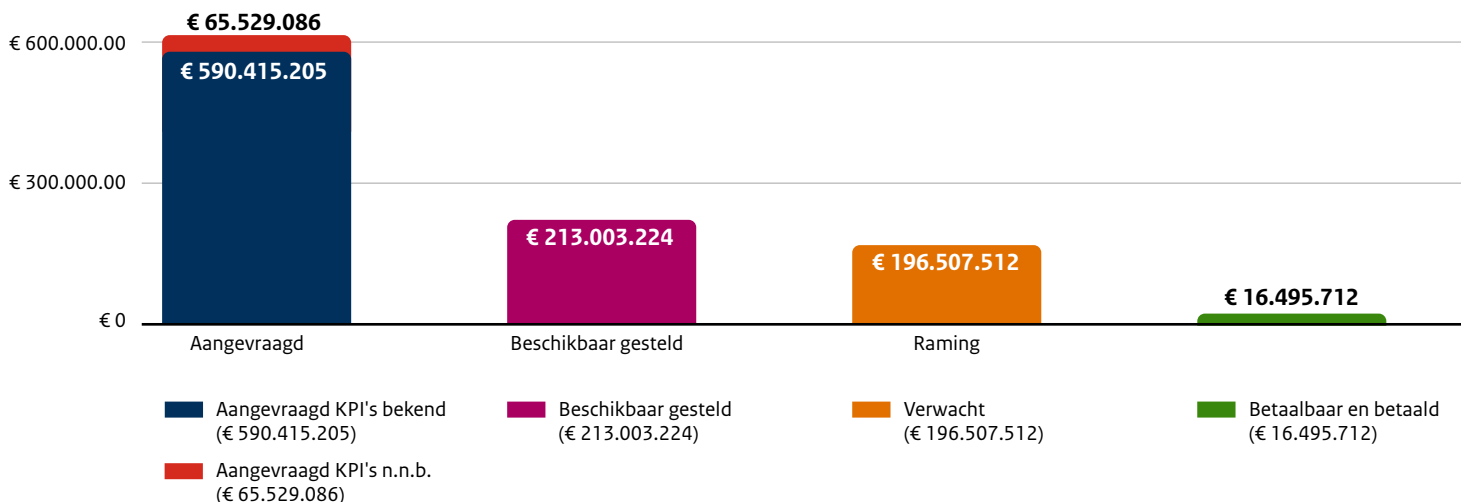 € 65.529.086
€ 600.000.00
€ 590.415.205
€ 300.000.00
€ 213.003.224
€ 196.507.512
€ 16.495.712
€ 0
Aangevraagd
Beschikbaar gesteld
Raming
Aangevraagd KPI's bekend
(€ 590.415.205)
Aangevraagd KPI's n.n.b.
(€ 65.529.086)
Beschikbaar gesteld
(€ 213.003.224)
Verwacht
(€ 196.507.512)
Betaalbaar en betaald
(€ 16.495.712)